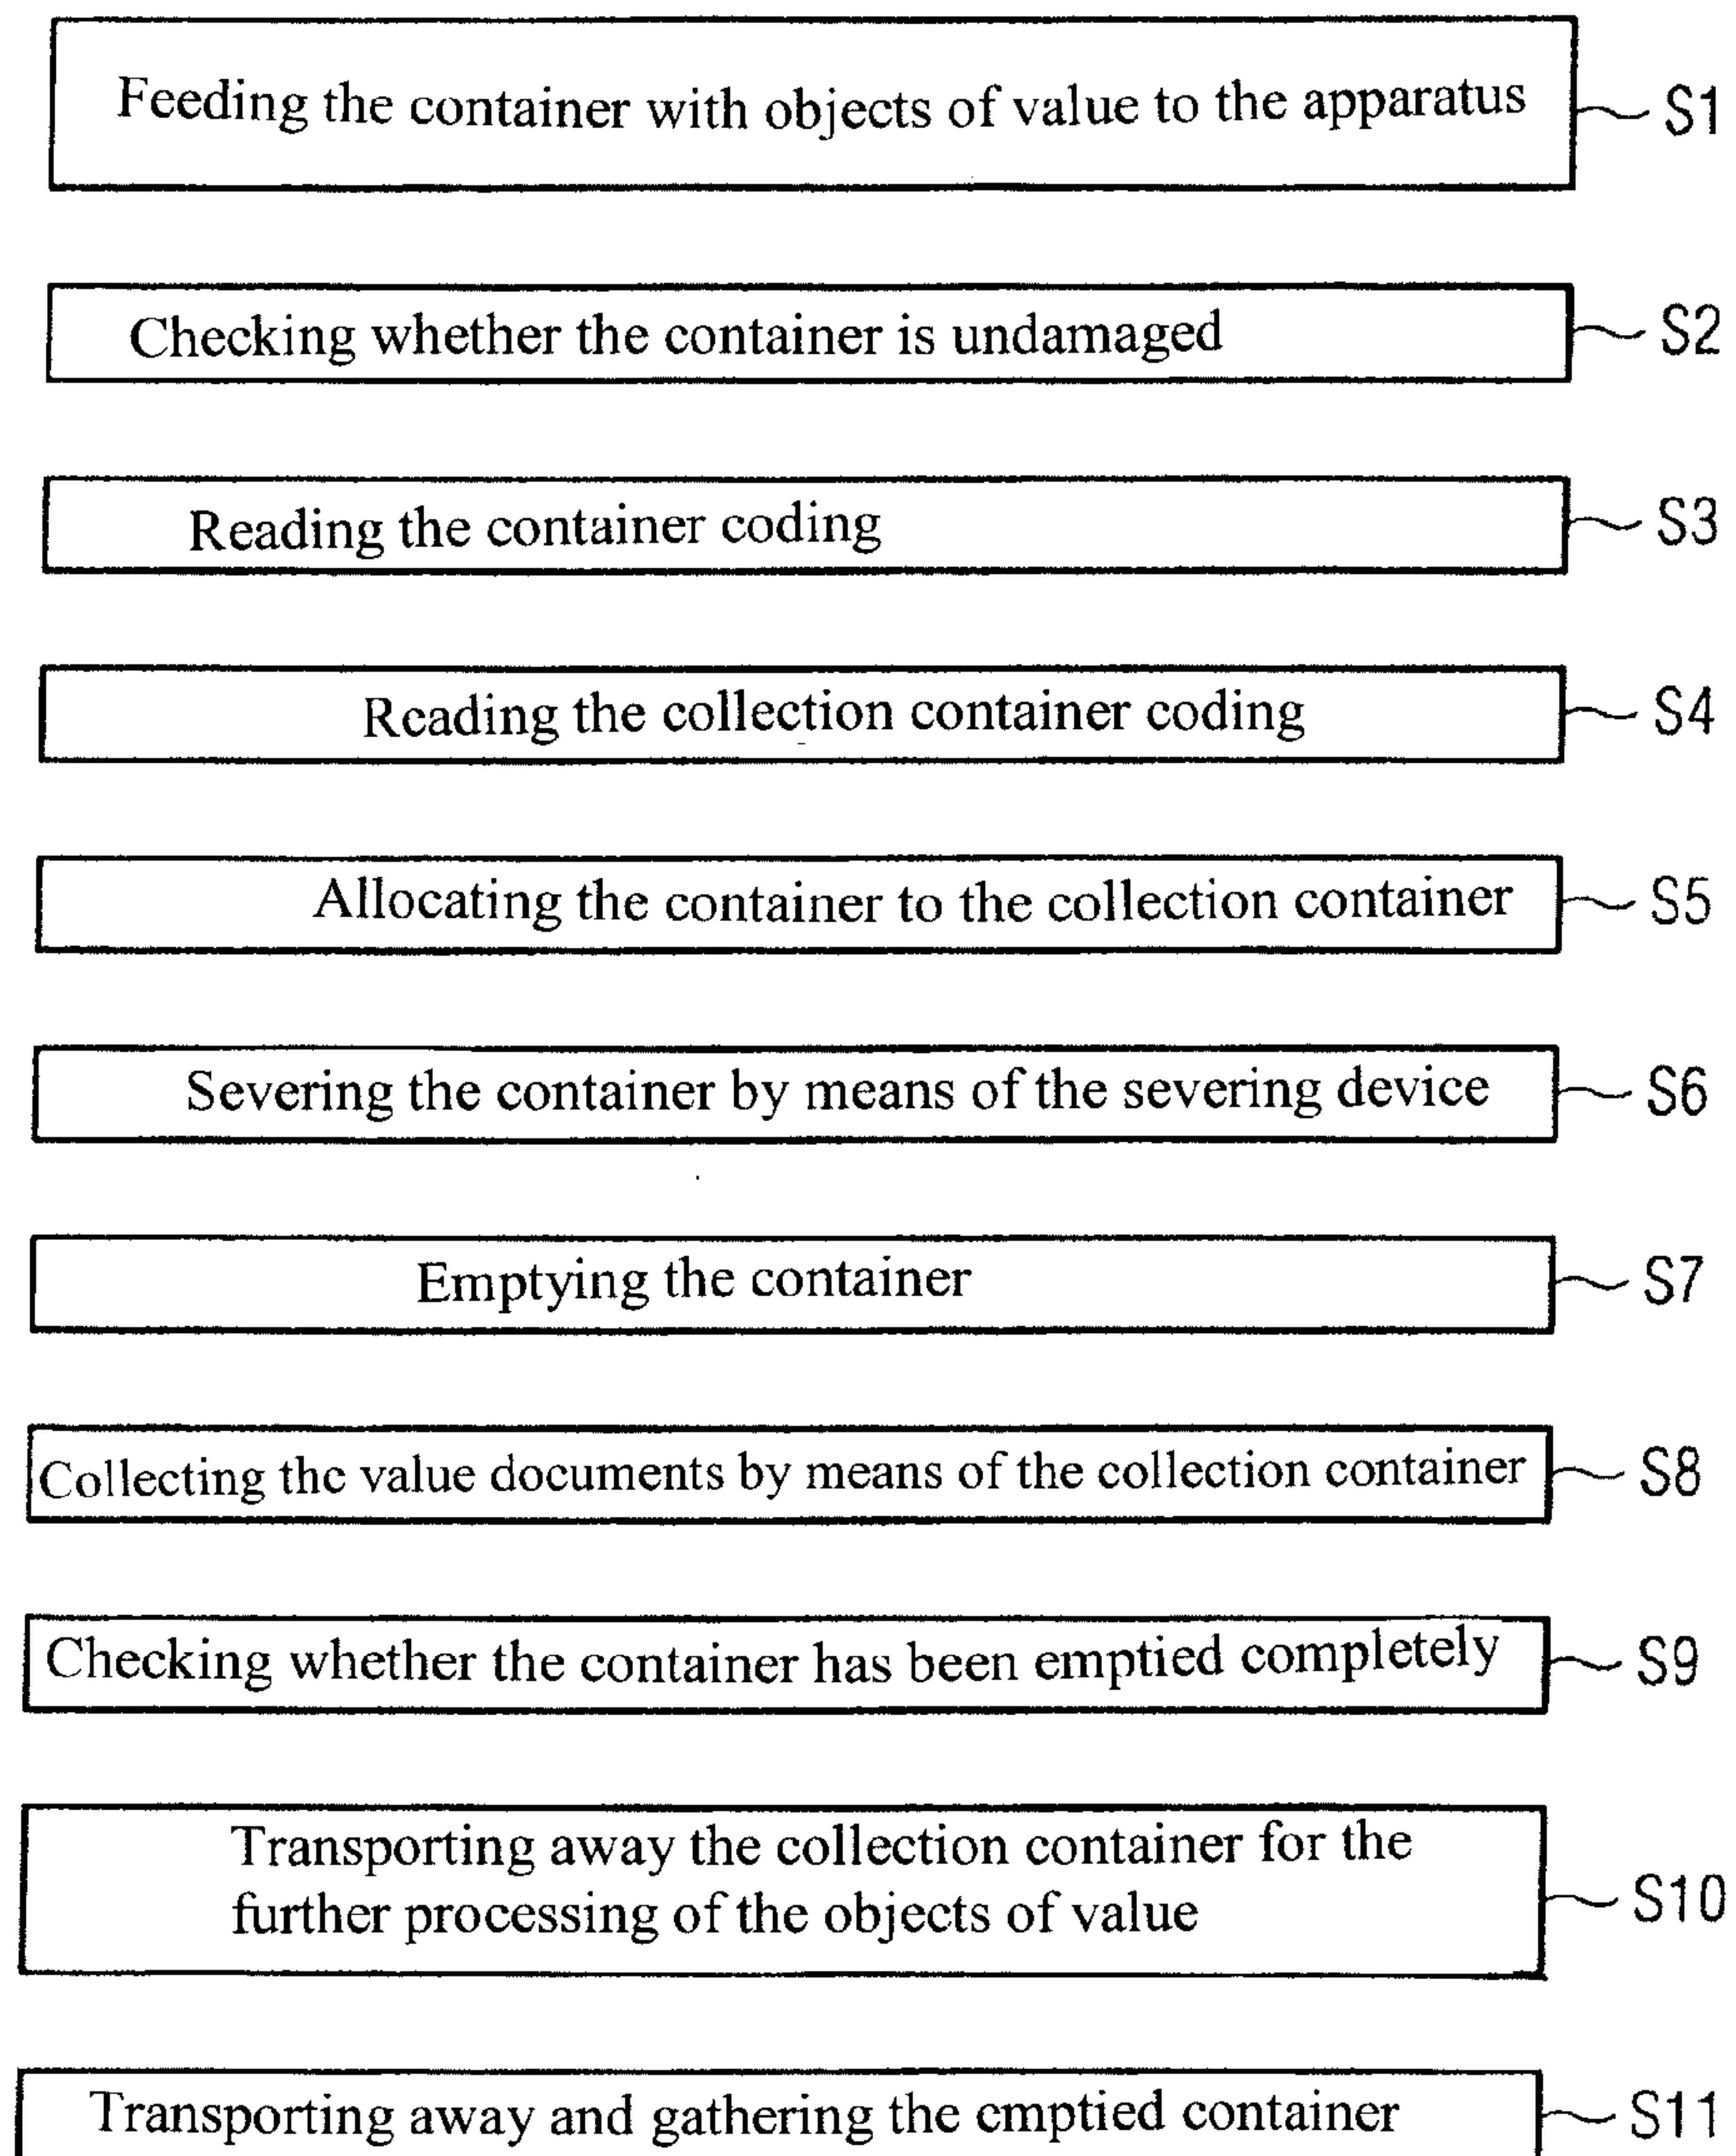 Feeding the container with objects of value to the apparatus S1
Checking whether the container is undamaged S2
Reading the container coding S3
Reading the collection container coding S4
Allocating the container to the collection container S5
Severing the container by means of the severing device S6
Emptying the container S7
Collecting the value documents by means of the collection container S8
Checking whether the container has been emptied completely S9
Transporting away the collection container for the
further processing of the objects of value S10
Transporting away and gathering the emptied container S11